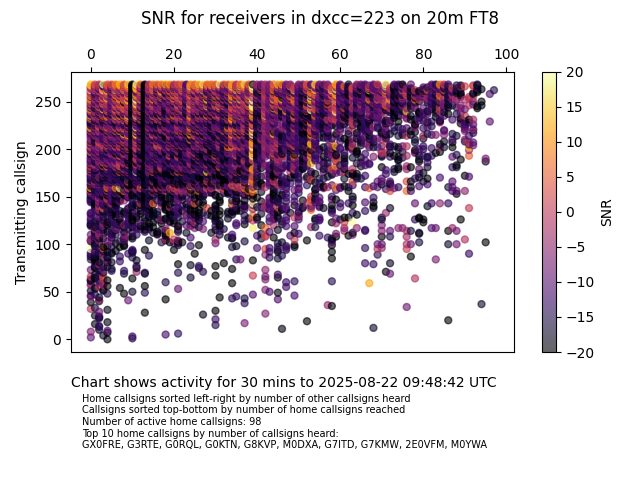 SNR for receivers in dxcc=223 on 20m FT8
0 20 40 60 80 100
250
200
150
100
50
0
Transmitting callsign
20
15
10
5
0
−5
−10
−15
−20
SNR
Chart shows activity for 30 mins to 2025-08-22 09:48:42 UTC
Home callsigns sorted left-right by number of other callsigns heard
Callsigns sorted top-bottom by number of home callsigns reached
Number of active home callsigns: 98
Top 10 home callsigns by number of callsigns heard:
GX0FRE, G3RTE, G0RQL, G0KTN, G8KVP, M0DXA, G7ITD, G7KMW, 2E0VFM, M0YWA